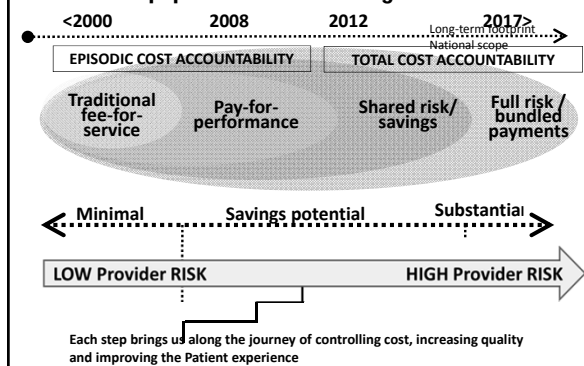 <2000 2008 2012 2017>
Long-term footprint
National scope
EPISODIC COST ACCOUNTABILITY TOTAL COST ACCOUNTABILITY
Traditional
fee-for-
service
Pay-for-
performance
Shared risk/
savings
Full risk /
bundled
payments
Minimal Savings potential Substantial
LOW Provider RISK HIGH Provider RISK
Each step brings us along the journey of controlling cost, increasing quality
and improving the Patient experience